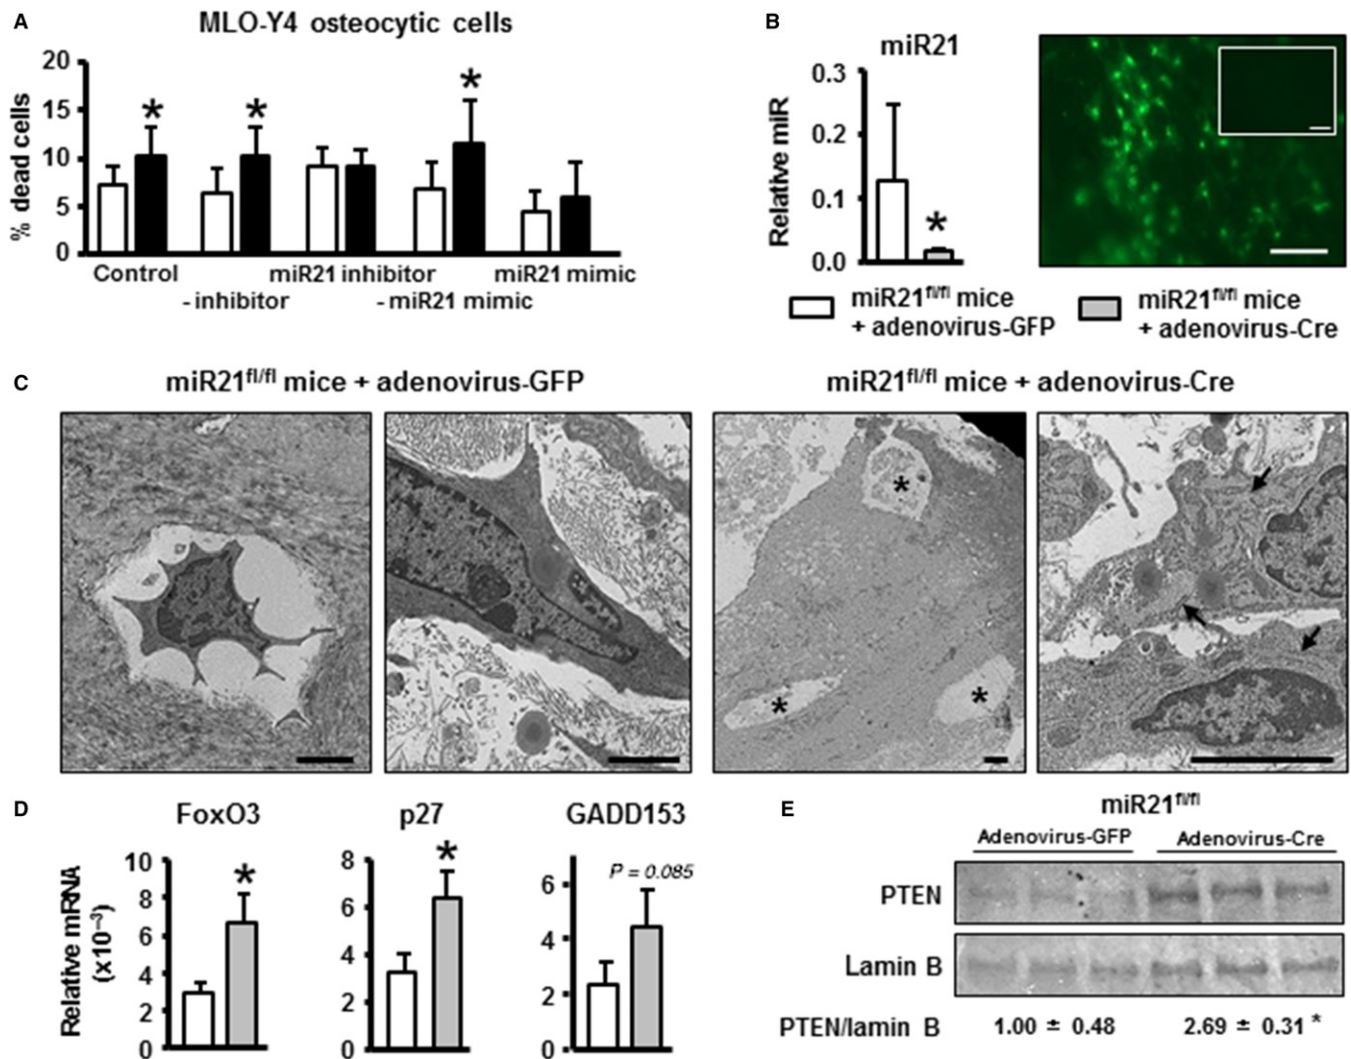 A
MLO-Y4 osteocytic cells
% dead cells
20
15
10
5
0
*
*
*
Control
- inhibitor
miR21 inhibitor
- miR21 mimic
miR21 mimic
B
miR21
Relative miR
0.3
0.2
0.1
0.0
*
miR21fl/fl mice
+ adenovirus-GFP
miR21fl/fl mice
+ adenovirus-Cre
C
miR21fl/fl mice + adenovirus-GFP
miR21fl/fl mice + adenovirus-Cre
*
*
*
D
Relative mRNA
(x10–3)
FoxO3
10
8
6
4
2
0
*
p27
8
6
4
2
0
*
GADD153
6
4
2
0
P = 0.085
E
miR21fl/fl
Adenovirus-GFP
Adenovirus-Cre
PTEN
Lamin B
PTEN/lamin B 1.00 ± 0.48 2.69 ± 0.31 *